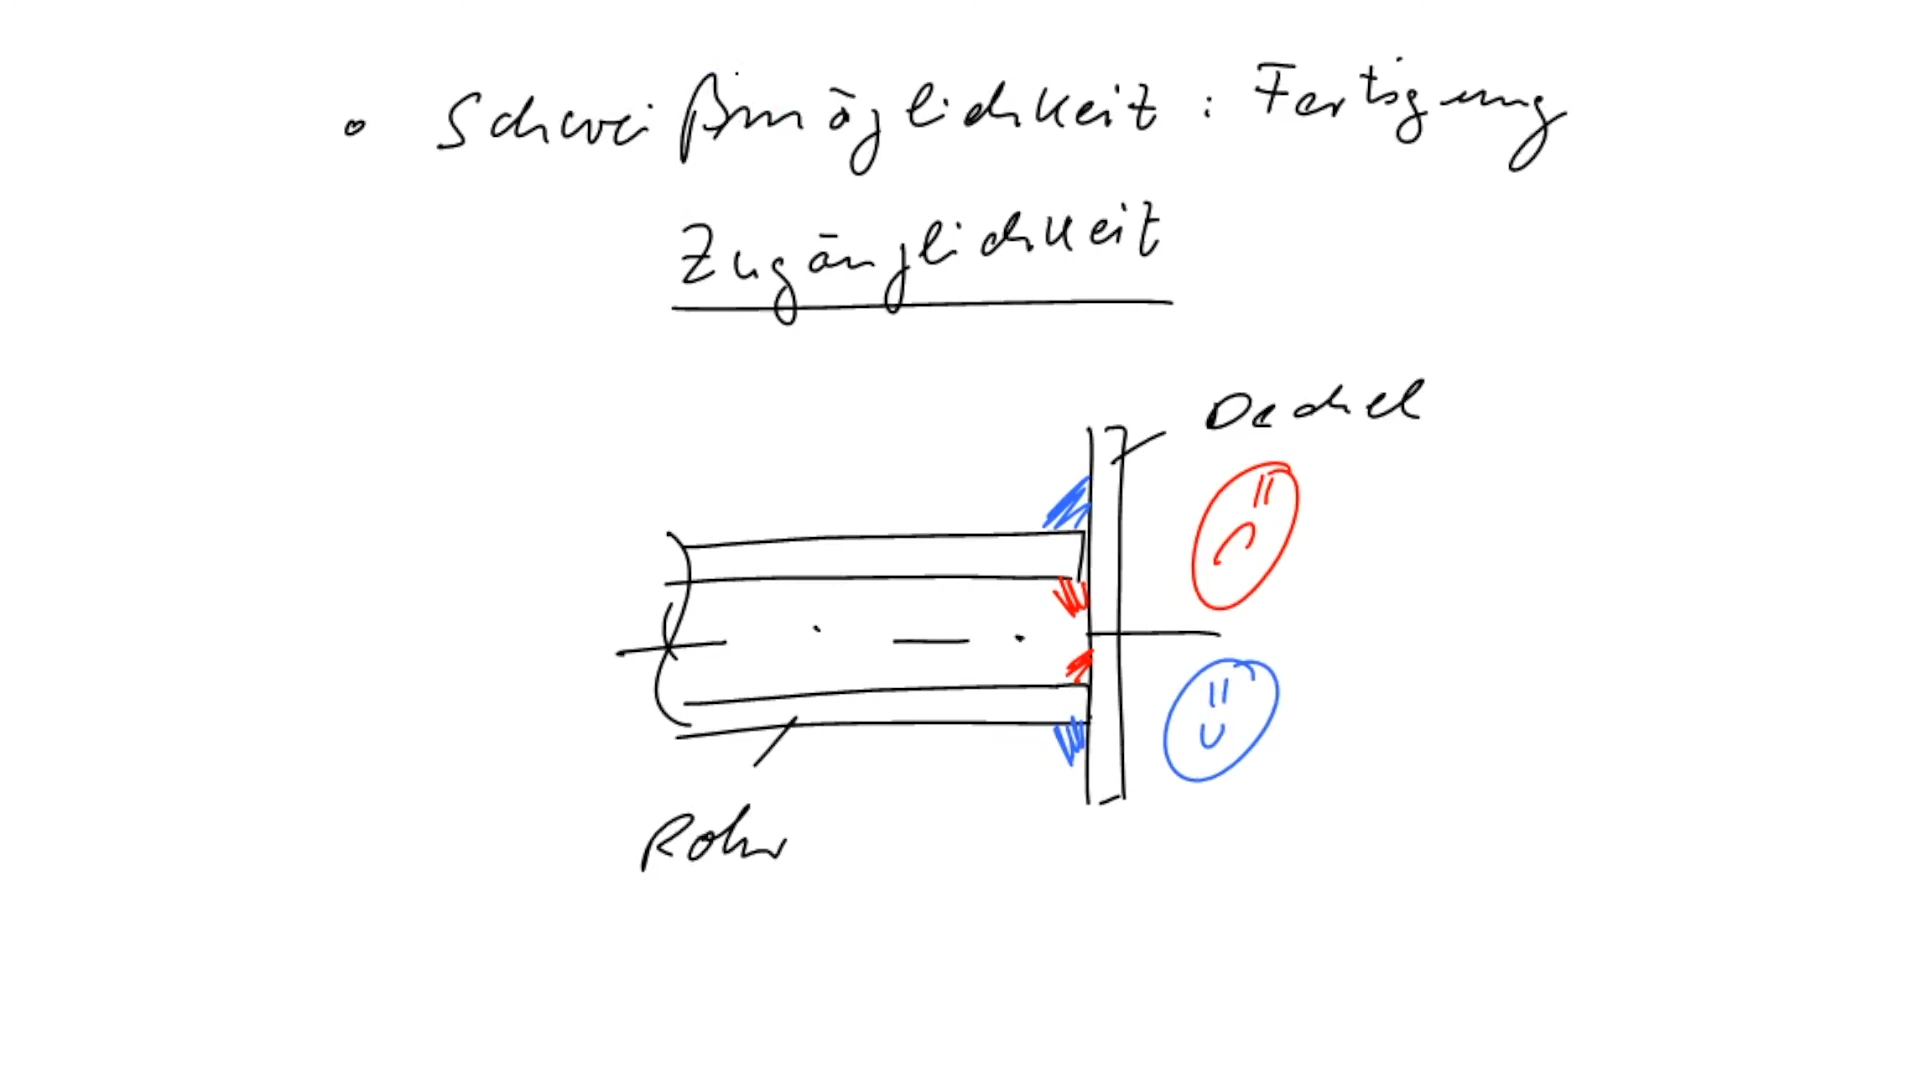 • Schweißmöglichkeit : Fertigung
Zugänglichkeit
Deckel
Rohr